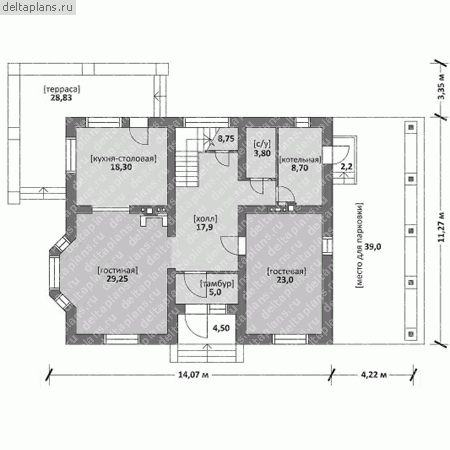 deltaplans.ru
[терраса]
28,83
3,35 м
8,75
[с/у]
3,80
[кухня-столовая]
18,30
[котельная]
8,70
2,2
[холл]
17,9
39,0
[место для парковки]
11,27 м
[гостиная]
29,25
[гостевая]
23,0
[тамбур]
5,0
4,50
14,07 м
4,22 м